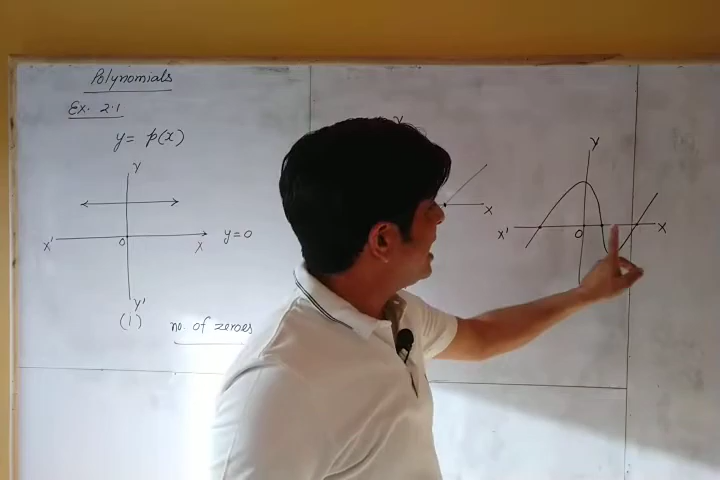 Polynomials
Ex. 2.1
y = p(x)
Y
X' O X y=0
Y'
(i)
no. of zeroes
Y
X
Y
X' O X